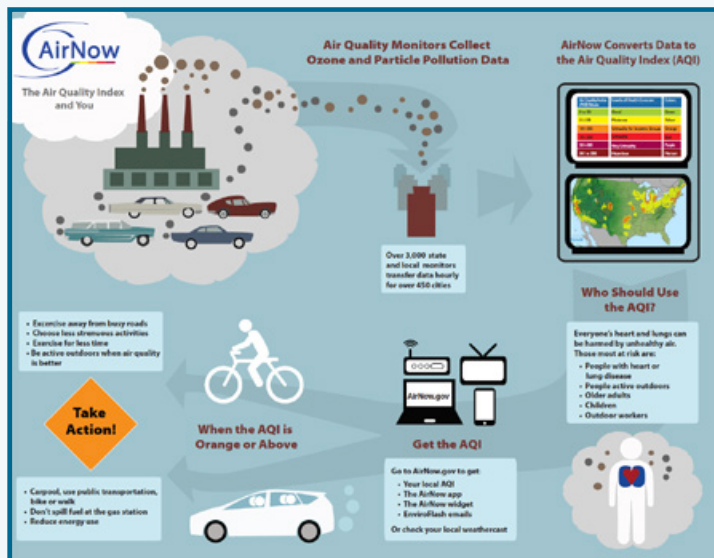 AirNow
The Air Quality Index
and You
Air Quality Monitors Collect
Ozone and Particle Pollution Data
AirNow Converts Data to
the Air Quality Index (AQI)
Over 3,000 state
and local monitors
transfer data hourly
for over 450 cities
Who Should Use
the AQI?
Everyone's heart and lungs can
be harmed by unhealthy air.
Those most at risk are:
• People with heart or
lung disease
• People active outdoors
• Older adults
• Children
• Outdoor workers
AirNow.gov
Get the AQI
Go to AirNow.gov to get:
• Your local AQI
• The AirNow app
• The AirNow widget
• EnviroFlash emails
Or check your local weathercast
When the AQI is
Orange or Above
• Excercise away from busy roads
• Choose less strenuous activities
• Exercise for less time
• Be active outdoors when air quality
is better
Take
Action!
• Carpool, use public transportation,
bike or walk
• Don't spill fuel at the gas station
• Reduce energy use